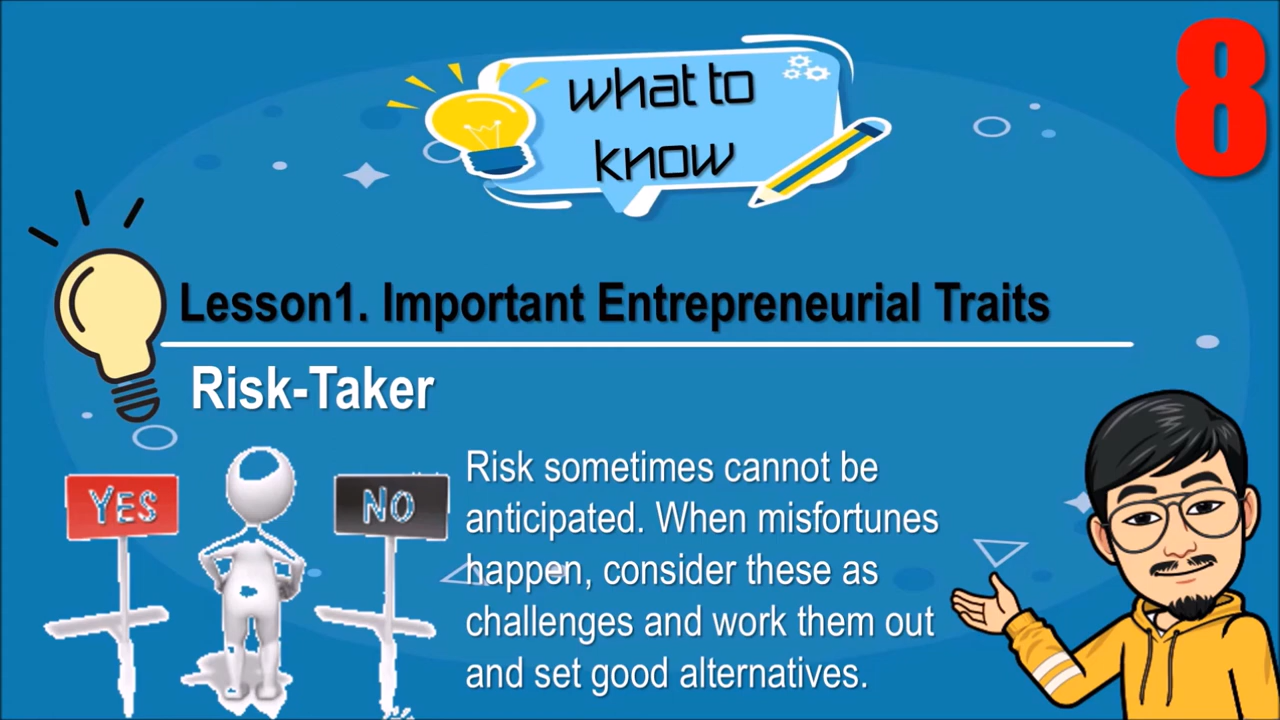 what to
know
8
Lesson1. Important Entrepreneurial Traits
Risk-Taker
YES
NO
Risk sometimes cannot be
anticipated. When misfortunes
happen, consider these as
challenges and work them out
and set good alternatives.